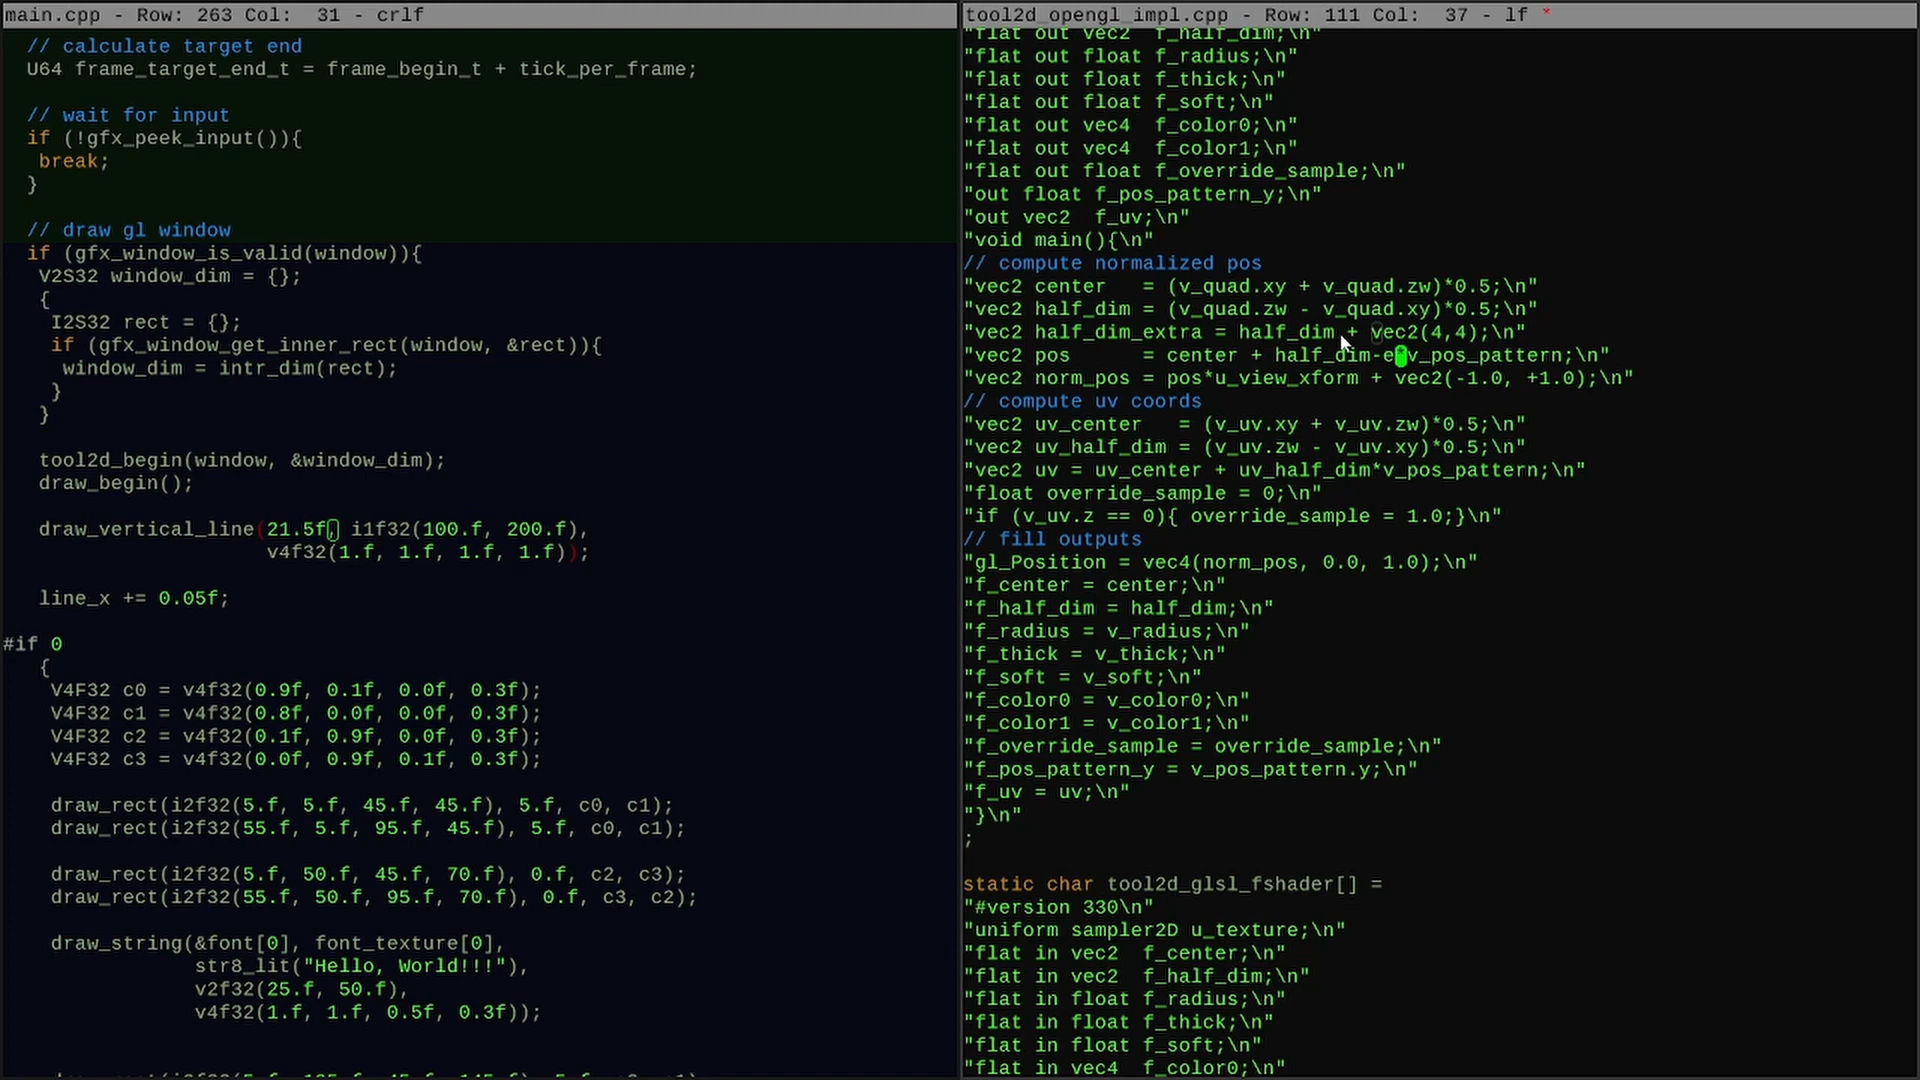 main.cpp - Row: 263 Col:  31 - crlf
// calculate target end
U64 frame_target_end_t = frame_begin_t + tick_per_frame;
// wait for input
if (!gfx_peek_input()){
break;
}
// draw gl window
if (gfx_window_is_valid(window)){
V2S32 window_dim = {};
{
I2S32 rect = {};
if (gfx_window_get_inner_rect(window, &rect)){
window_dim = intr_dim(rect);
}
}
tool2d_begin(window, &window_dim);
draw_begin();
draw_vertical_line(21.5f, i1f32(100.f, 200.f),
v4f32(1.f, 1.f, 1.f, 1.f));
line_x += 0.05f;
#if 0
{
V4F32 c0 = v4f32(0.9f, 0.1f, 0.0f, 0.3f);
V4F32 c1 = v4f32(0.8f, 0.0f, 0.0f, 0.3f);
V4F32 c2 = v4f32(0.1f, 0.9f, 0.0f, 0.3f);
V4F32 c3 = v4f32(0.0f, 0.9f, 0.1f, 0.3f);
draw_rect(i2f32(5.f, 5.f, 45.f, 45.f), 5.f, c0, c1);
draw_rect(i2f32(55.f, 5.f, 95.f, 45.f), 5.f, c0, c1);
draw_rect(i2f32(5.f, 50.f, 45.f, 70.f), 0.f, c2, c3);
draw_rect(i2f32(55.f, 50.f, 95.f, 70.f), 0.f, c3, c2);
draw_string(&font[0], font_texture[0],
str8_lit("Hello, World!!!"),
v2f32(25.f, 50.f),
v4f32(1.f, 1.f, 0.5f, 0.3f));
tool2d_opengl_impl.cpp - Row: 111 Col:  37 - lf *
"flat out vec2  f_half_dim;\n"
"flat out float f_radius;\n"
"flat out float f_thick;\n"
"flat out float f_soft;\n"
"flat out vec4  f_color0;\n"
"flat out vec4  f_color1;\n"
"flat out float f_override_sample;\n"
"out float f_pos_pattern_y;\n"
"out vec2  f_uv;\n"
"void main(){\n"
// compute normalized pos
"vec2 center   = (v_quad.xy + v_quad.zw)*0.5;\n"
"vec2 half_dim = (v_quad.zw - v_quad.xy)*0.5;\n"
"vec2 half_dim_extra = half_dim + vec2(4,4);\n"
"vec2 pos      = center + half_dim-e*v_pos_pattern;\n"
"vec2 norm_pos = pos*u_view_xform + vec2(-1.0, +1.0);\n"
// compute uv coords
"vec2 uv_center   = (v_uv.xy + v_uv.zw)*0.5;\n"
"vec2 uv_half_dim = (v_uv.zw - v_uv.xy)*0.5;\n"
"vec2 uv = uv_center + uv_half_dim*v_pos_pattern;\n"
"float override_sample = 0;\n"
"if (v_uv.z == 0){ override_sample = 1.0;}\n"
// fill outputs
"gl_Position = vec4(norm_pos, 0.0, 1.0);\n"
"f_center = center;\n"
"f_half_dim = half_dim;\n"
"f_radius = v_radius;\n"
"f_thick = v_thick;\n"
"f_soft = v_soft;\n"
"f_color0 = v_color0;\n"
"f_color1 = v_color1;\n"
"f_override_sample = override_sample;\n"
"f_pos_pattern_y = v_pos_pattern.y;\n"
"f_uv = uv;\n"
"}\n"
;
static char tool2d_glsl_fshader[] =
"#version 330\n"
"uniform sampler2D u_texture;\n"
"flat in vec2  f_center;\n"
"flat in vec2  f_half_dim;\n"
"flat in float f_radius;\n"
"flat in float f_thick;\n"
"flat in float f_soft;\n"
"flat in vec4  f_color0;\n"